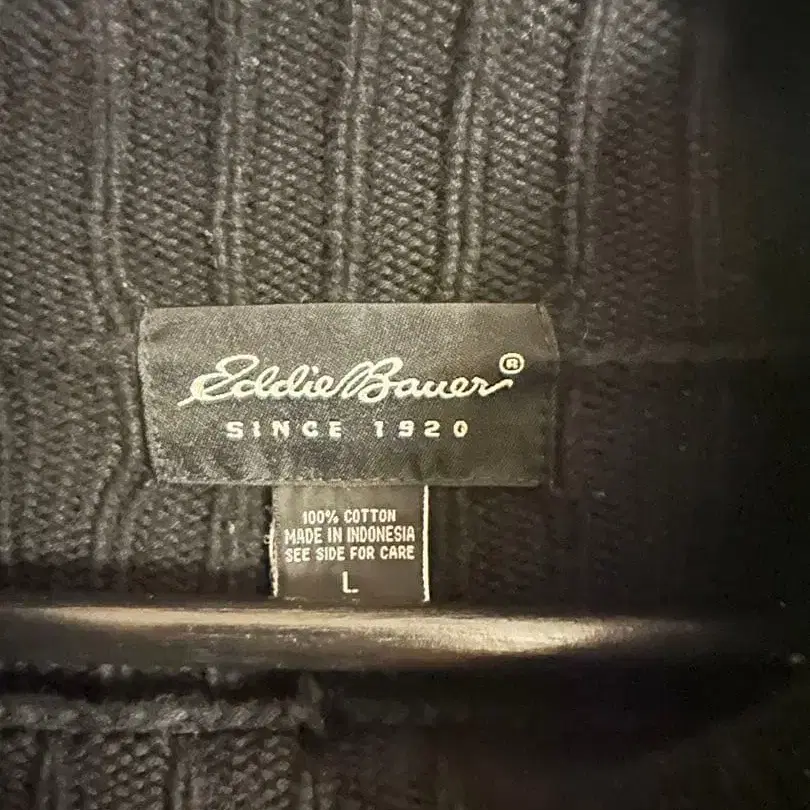 Eddie Bauer®
SINCE 1920
100% COTTON
MADE IN INDONESIA
SEE SIDE FOR CARE
L